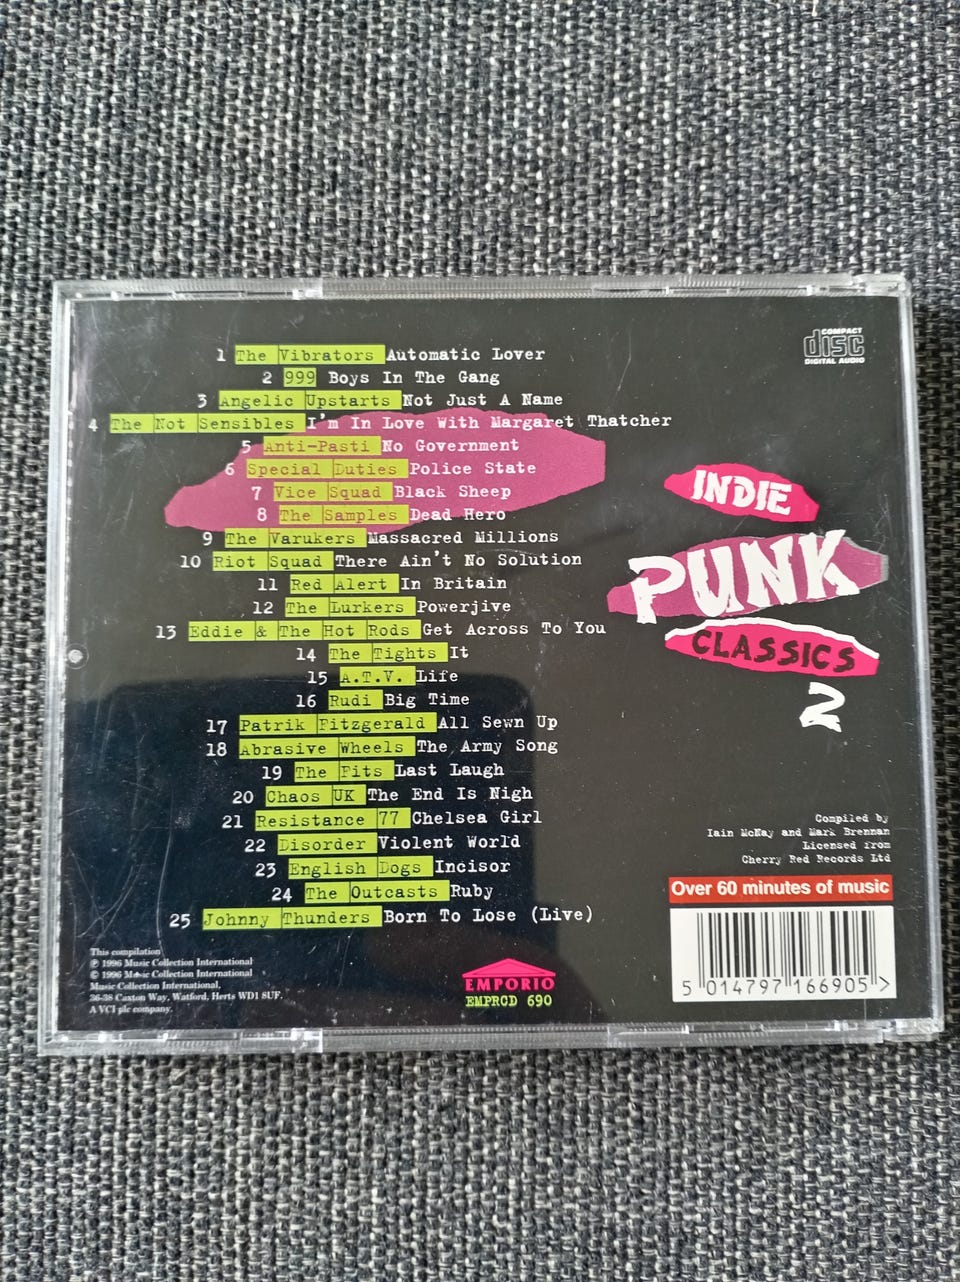 COMPACT
disc
DIGITAL AUDIO
1 The Vibrators Automatic Lover
2 999 Boys In The Gang
3 Angelic Upstarts Not Just A Name
4 The Not Sensibles I'm In Love With Margaret Thatcher
5 Anti-Pasti No Government
6 Special Duties Police State
7 Vice Squad Black Sheep
8 The Samples Dead Hero
9 The Varukers Massacred Millions
10 Riot Squad There Ain't No Solution
11 Red Alert In Britain
12 The Lurkers Powerjive
13 Eddie & The Hot Rods Get Across To You
14 The Tights It
15 A.T.V. Life
16 Rudi Big Time
17 Patrik Fitzgerald All Sewn Up
18 Abrasive Wheels The Army Song
19 The Fits Last Laugh
20 Chaos UK The End Is Nigh
21 Resistance 77 Chelsea Girl
22 Disorder Violent World
23 English Dogs Incisor
24 The Outcasts Ruby
25 Johnny Thunders Born To Lose (Live)
INDIE
PUNK
CLASSICS
2
Compiled by
Iain McNay and Mark Brennan
Licensed from
Cherry Red Records Ltd
Over 60 minutes of music
5 014797 166905 >
This compilation
℗ 1996 Music Collection International
© 1996 Music Collection International
Music Collection International,
36-38 Caxton Way, Watford, Herts WD1 8UF.
A VCI plc company.
EMPORIO
EMPRCD 690